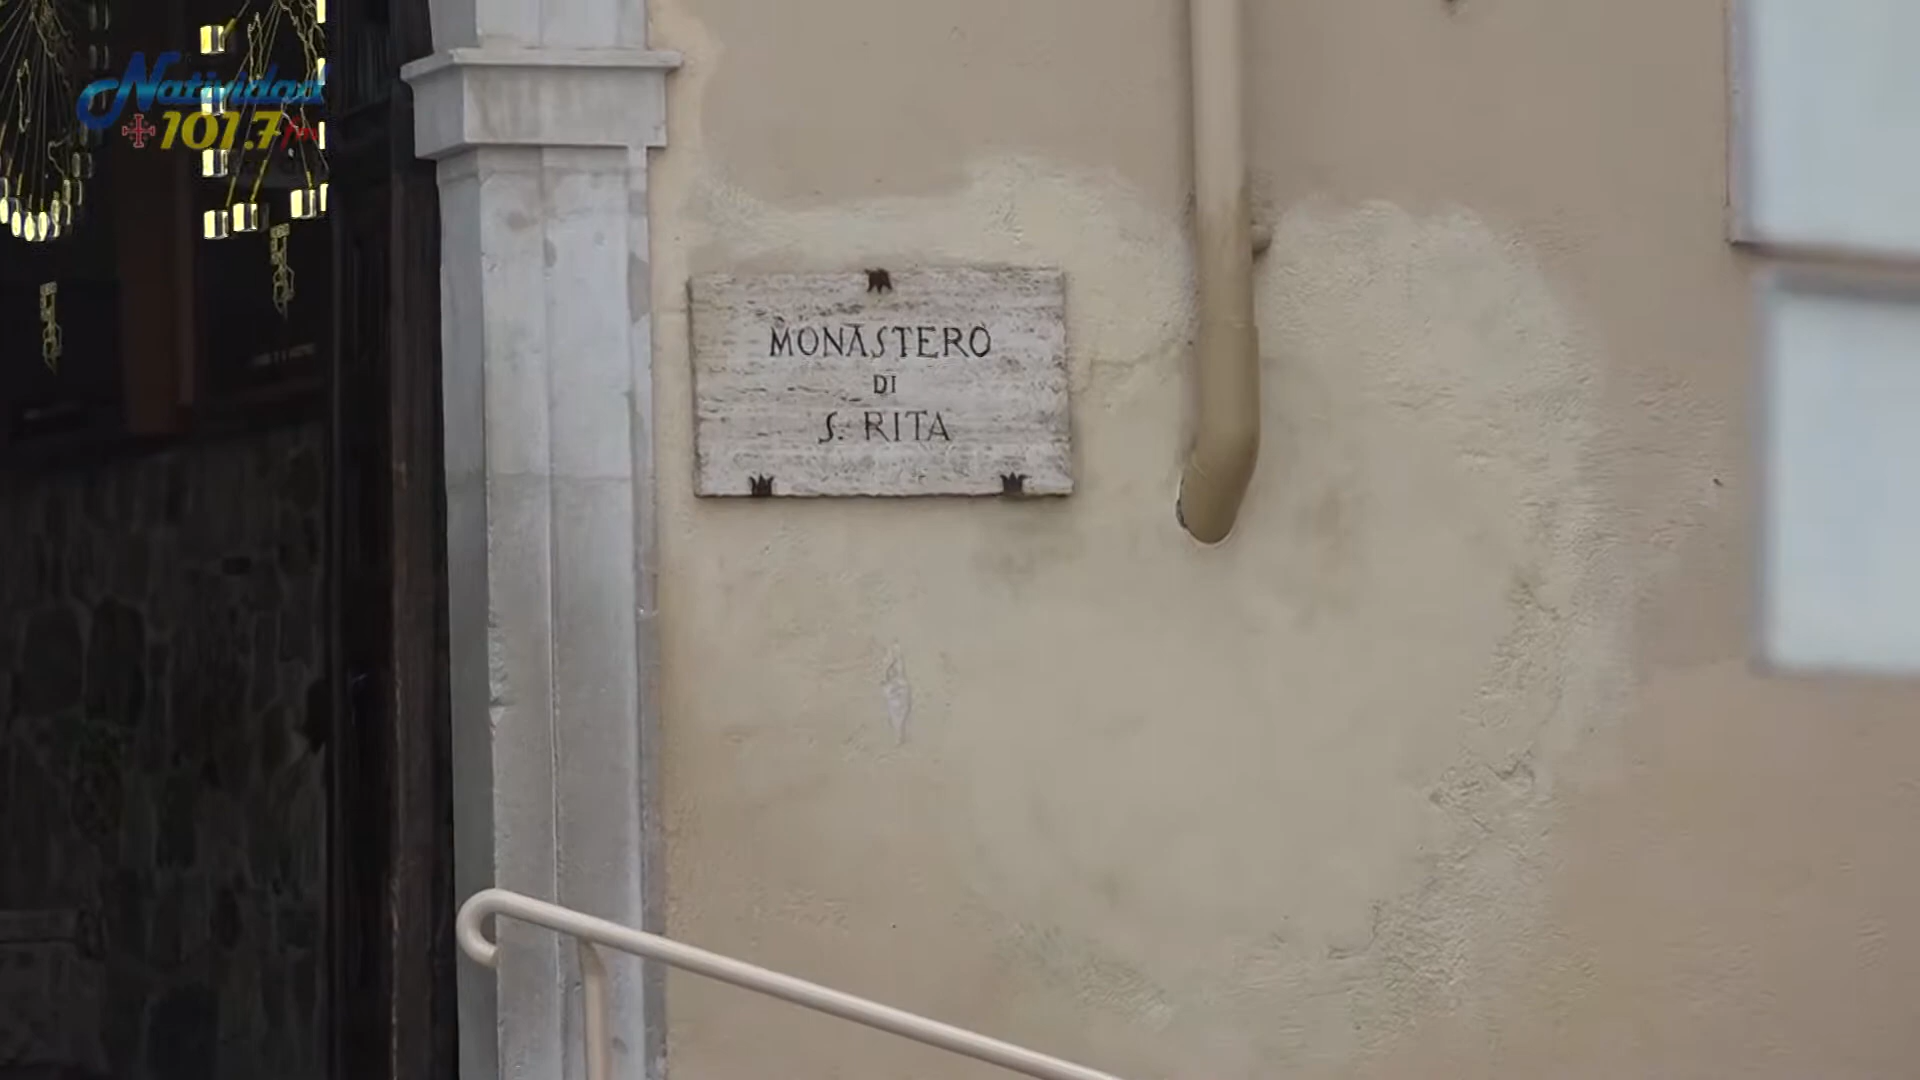 Natividad
101.7 fm
MONASTERO
DI
S. RITA